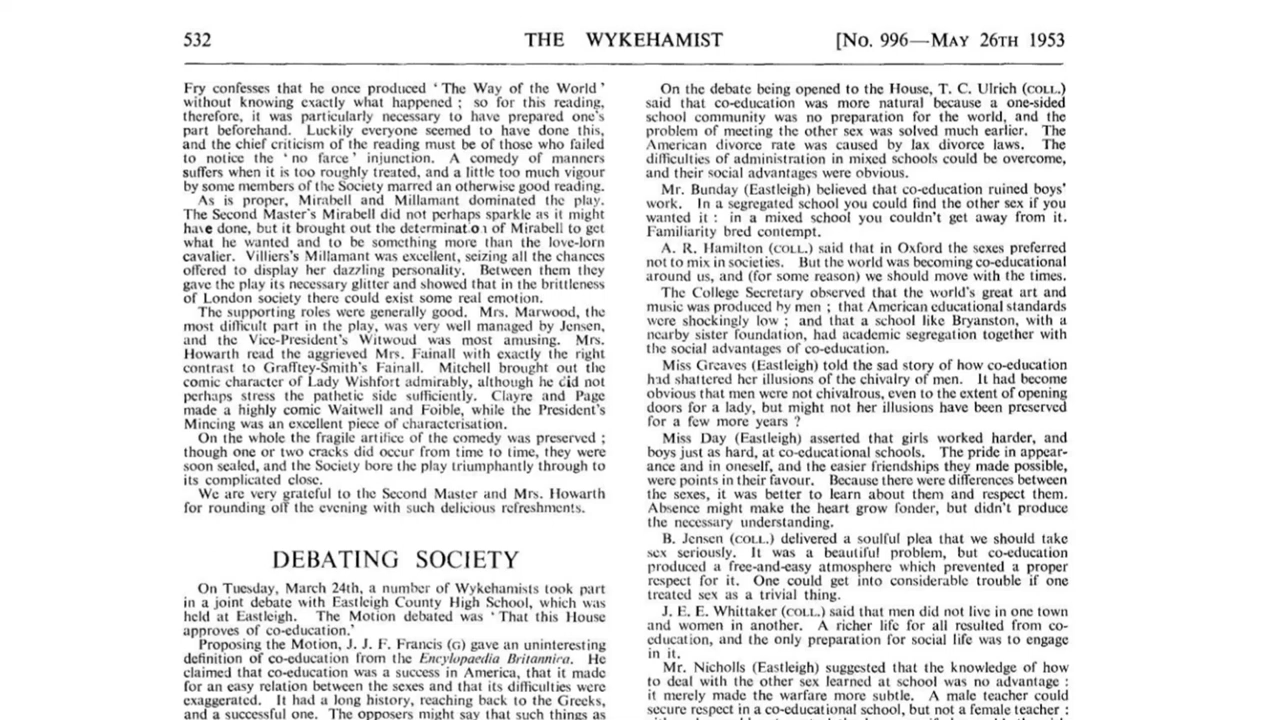 532
THE WYKEHAMIST
[No. 996—May 26th 1953
Fry confesses that he once produced ‘ The Way of the World ’
without knowing exactly what happened ; so for this reading,
therefore, it was particularly necessary to have prepared one's
part beforehand. Luckily everyone seemed to have done this,
and the chief criticism of the reading must be of those who failed
to notice the ‘ no farce ’ injunction. A comedy of manners
suffers when it is too roughly treated, and a little too much vigour
by some members of the Society marred an otherwise good reading.
As is proper, Mirabell and Millamant dominated the play.
The Second Master's Mirabell did not perhaps sparkle as it might
have done, but it brought out the determinat.o ı of Mirabell to get
what he wanted and to be something more than the love-lorn
cavalier. Villiers's Millamant was excellent, seizing all the chances
offered to display her dazzling personality. Between them they
gave the play its necessary glitter and showed that in the brittleness
of London society there could exist some real emotion.
The supporting roles were generally good. Mrs. Marwood, the
most difficult part in the play, was very well managed by Jensen,
and the Vice-President's Witwoud was most amusing. Mrs.
Howarth read the aggrieved Mrs. Fainall with exactly the right
contrast to Grafftey-Smith's Fainall. Mitchell brought out the
comic character of Lady Wishfort admirably, although he did not
perhaps stress the pathetic side sufficiently. Clayre and Page
made a highly comic Waitwell and Foible, while the President's
Mincing was an excellent piece of characterisation.
On the whole the fragile artifice of the comedy was preserved ;
though one or two cracks did occur from time to time, they were
soon sealed, and the Society bore the play triumphantly through to
its complicated close.
We are very grateful to the Second Master and Mrs. Howarth
for rounding off the evening with such delicious refreshments.
DEBATING SOCIETY
On Tuesday, March 24th, a number of Wykehamists took part
in a joint debate with Eastleigh County High School, which was
held at Eastleigh. The Motion debated was ‘ That this House
approves of co-education.’
Proposing the Motion, J. J. F. Francis (G) gave an uninteresting
definition of co-education from the Encylopaedia Britannira. He
claimed that co-education was a success in America, that it made
for an easy relation between the sexes and that its difficulties were
exaggerated. It had a long history, reaching back to the Greeks,
and a successful one. The opposers might say that such things as
On the debate being opened to the House, T. C. Ulrich (COLL.)
said that co-education was more natural because a one-sided
school community was no preparation for the world, and the
problem of meeting the other sex was solved much earlier. The
American divorce rate was caused by lax divorce laws. The
difficulties of administration in mixed schools could be overcome,
and their social advantages were obvious.
Mr. Bunday (Eastleigh) believed that co-education ruined boys'
work. In a segregated school you could find the other sex if you
wanted it : in a mixed school you couldn't get away from it.
Familiarity bred contempt.
A. R. Hamilton (COLL.) said that in Oxford the sexes preferred
not to mix in societies. But the world was becoming co-educational
around us, and (for some reason) we should move with the times.
The College Secretary observed that the world's great art and
music was produced by men ; that American educational standards
were shockingly low ; and that a school like Bryanston, with a
nearby sister foundation, had academic segregation together with
the social advantages of co-education.
Miss Greaves (Eastleigh) told the sad story of how co-education
had shattered her illusions of the chivalry of men. It had become
obvious that men were not chivalrous, even to the extent of opening
doors for a lady, but might not her illusions have been preserved
for a few more years ?
Miss Day (Eastleigh) asserted that girls worked harder, and
boys just as hard, at co-educational schools. The pride in appear-
ance and in oneself, and the easier friendships they made possible,
were points in their favour. Because there were differences between
the sexes, it was better to learn about them and respect them.
Absence might make the heart grow fonder, but didn't produce
the necessary understanding.
B. Jensen (COLL.) delivered a soulful plea that we should take
sex seriously. It was a beautiful problem, but co-education
produced a free-and-easy atmosphere which prevented a proper
respect for it. One could get into considerable trouble if one
treated sex as a trivial thing.
J. E. E. Whittaker (COLL.) said that men did not live in one town
and women in another. A richer life for all resulted from co-
education, and the only preparation for social life was to engage
in it.
Mr. Nicholls (Eastleigh) suggested that the knowledge of how
to deal with the other sex learned at school was no advantage :
it merely made the warfare more subtle. A male teacher could
secure respect in a co-educational school, but not a female teacher :